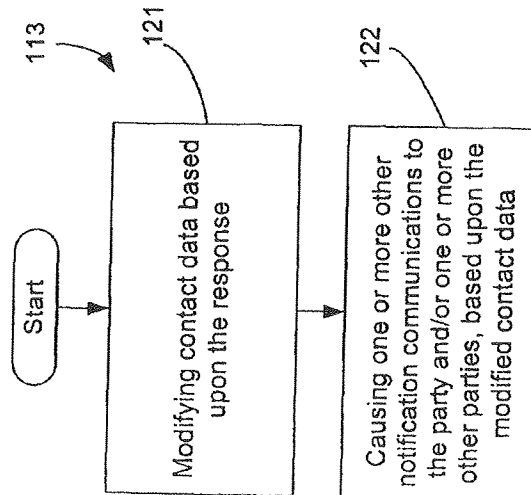 113
Start
121
Modifying contact data based
upon the response
122
Causing one or more other
notification communications to
the party and/or one or more
other parties, based upon the
modified contact data